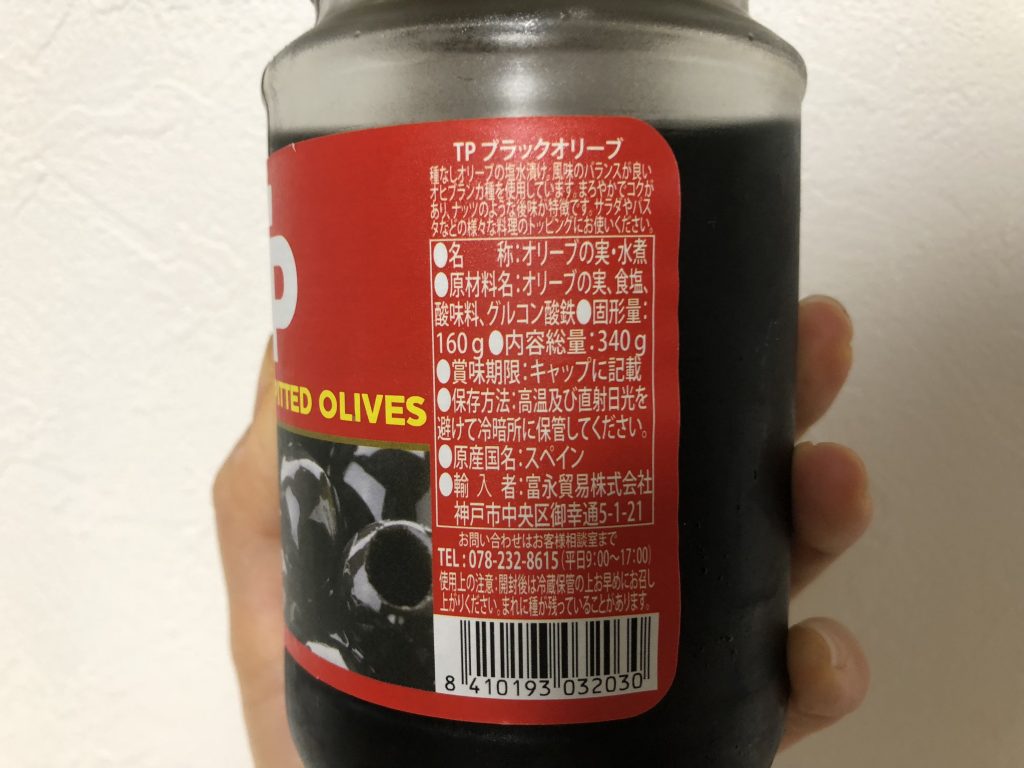 TP ブラックオリーブ
種なしオリーブの塩水漬け。風味のバランスが良い
オヒブランカ種を使用しています。まろやかでコクが
あり、ナッツのような後味が特徴です。サラダやパス
タなどの様々な料理のトッピングにお使いください。
●名　　称：オリーブの実・水煮
●原材料名：オリーブの実、食塩、
酸味料、グルコン酸鉄●固形量：
160g●内容総量：340g
●賞味期限：キャップに記載
●保存方法：高温及び直射日光を
避けて冷暗所に保管してください。
●原産国名：スペイン
●輸 入 者：富永貿易株式会社
神戸市中央区御幸通5-1-21
お問い合わせはお客様相談室まで
TEL：078-232-8615（平日9：00〜17：00）
使用上の注意：開封後は冷蔵保管の上お早めにお召し
上がりください。まれに種が残っていることがあります。
8 410193 032030
OLIVES